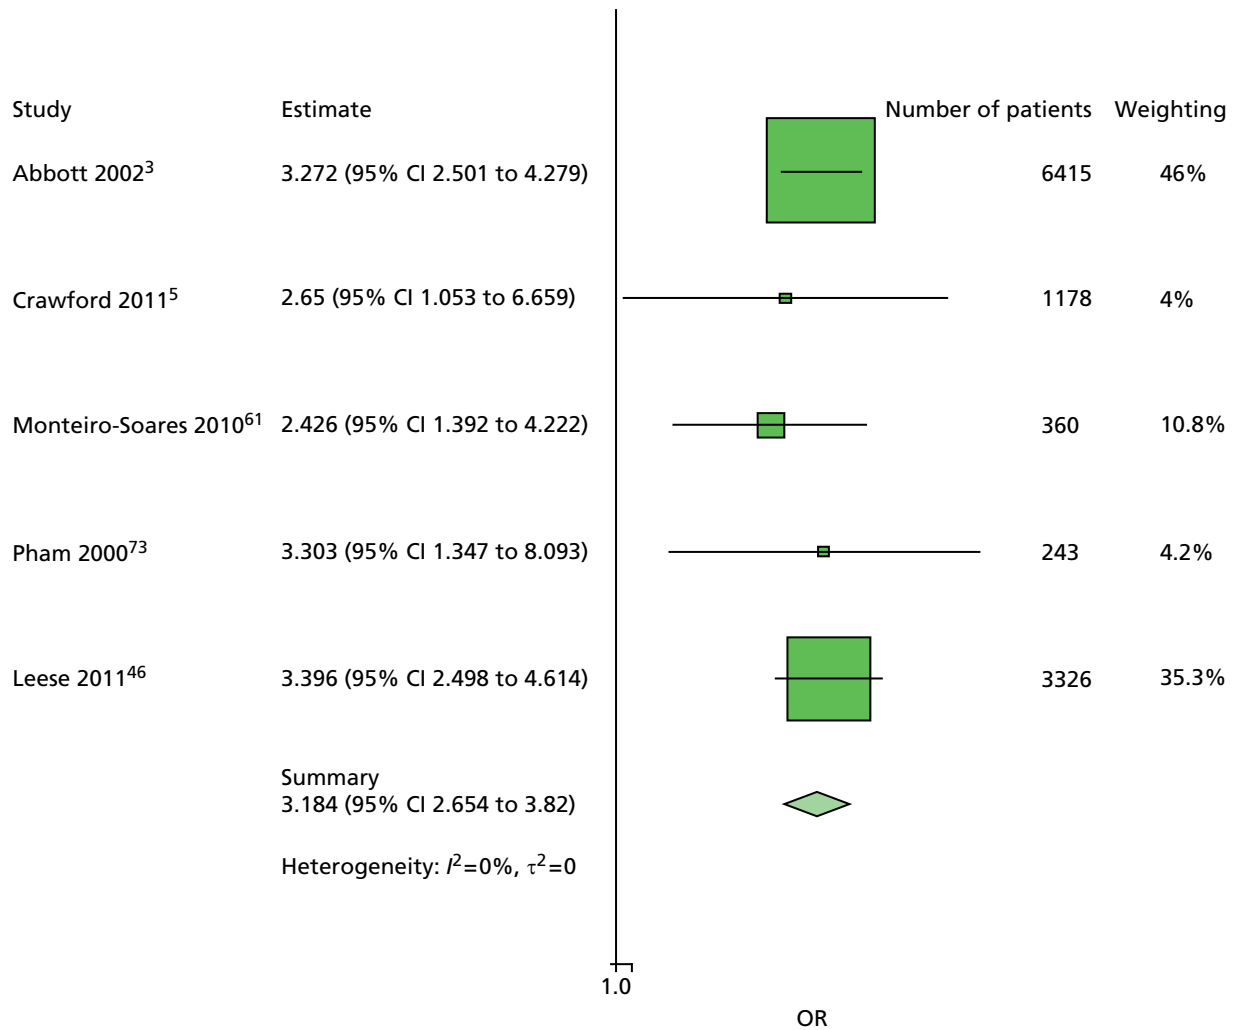 Study Estimate Number of patients Weighting
Abbott 2002³ 3.272 (95% CI 2.501 to 4.279) 6415 46%
Crawford 2011⁵ 2.65 (95% CI 1.053 to 6.659) 1178 4%
Monteiro-Soares 2010⁶¹ 2.426 (95% CI 1.392 to 4.222) 360 10.8%
Pham 2000⁷³ 3.303 (95% CI 1.347 to 8.093) 243 4.2%
Leese 2011⁴⁶ 3.396 (95% CI 2.498 to 4.614) 3326 35.3%
Summary
3.184 (95% CI 2.654 to 3.82)
Heterogeneity: I²=0%, τ²=0
1.0
OR